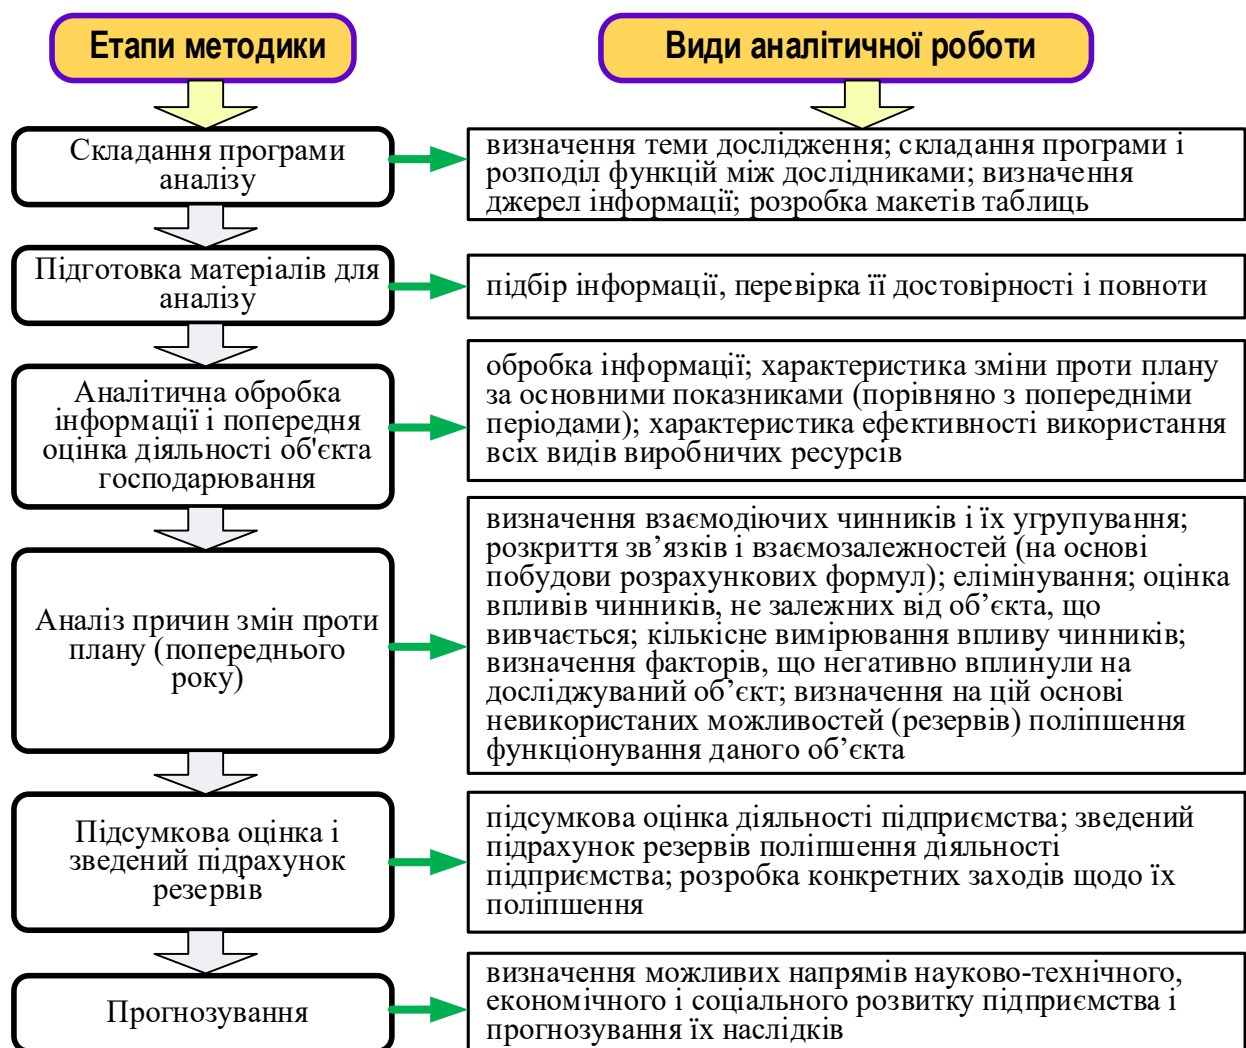 Етапи методики
Види аналітичної роботи
Складання програми
аналізу
визначення теми дослідження; складання програми і
розподіл функцій між дослідниками; визначення
джерел інформації; розробка макетів таблиць
Підготовка матеріалів для
аналізу
підбір інформації, перевірка її достовірності і повноти
Аналітична обробка
інформації і попередня
оцінка діяльності об'єкта
господарювання
обробка інформації; характеристика зміни проти плану
за основними показниками (порівняно з попередніми
періодами); характеристика ефективності використання
всіх видів виробничих ресурсів
Аналіз причин змін проти
плану (попереднього
року)
визначення взаємодіючих чинників і їх угрупування;
розкриття зв’язків і взаємозалежностей (на основі
побудови розрахункових формул); елімінування; оцінка
впливів чинників, не залежних від об’єкта, що
вивчається; кількісне вимірювання впливу чинників;
визначення факторів, що негативно вплинули на
досліджуваний об’єкт; визначення на цій основі
невикористаних можливостей (резервів) поліпшення
функціонування даного об’єкта
Підсумкова оцінка і
зведений підрахунок
резервів
підсумкова оцінка діяльності підприємства; зведений
підрахунок резервів поліпшення діяльності
підприємства; розробка конкретних заходів щодо їх
поліпшення
Прогнозування
визначення можливих напрямів науково-технічного,
економічного і соціального розвитку підприємства і
прогнозування їх наслідків